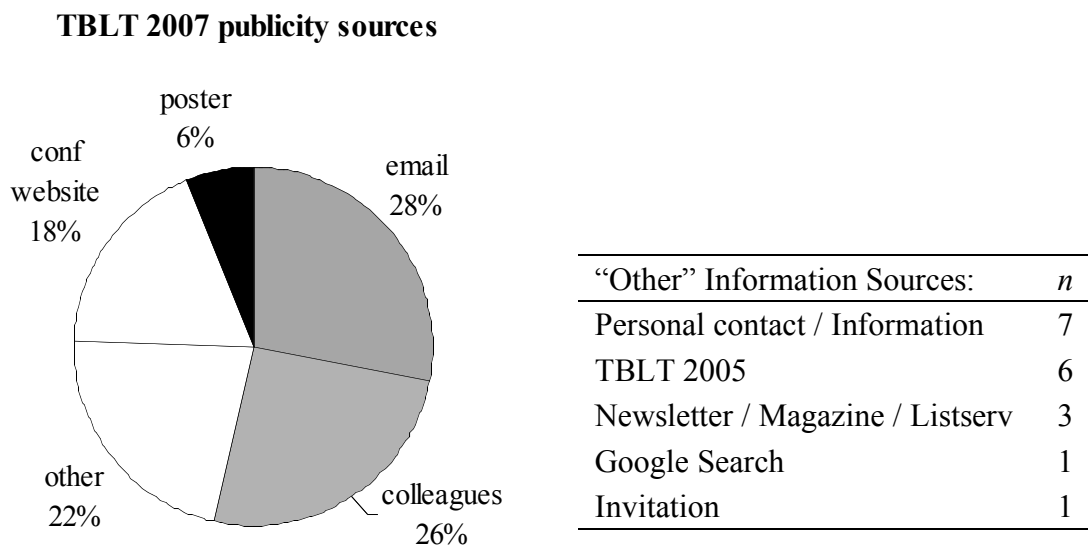 TBLT 2007 publicity sources
poster
6%
conf
website
18%
email
28%
other
22%
colleagues
26%
“Other” Information Sources: n
Personal contact / Information 7
TBLT 2005 6
Newsletter / Magazine / Listserv 3
Google Search 1
Invitation 1